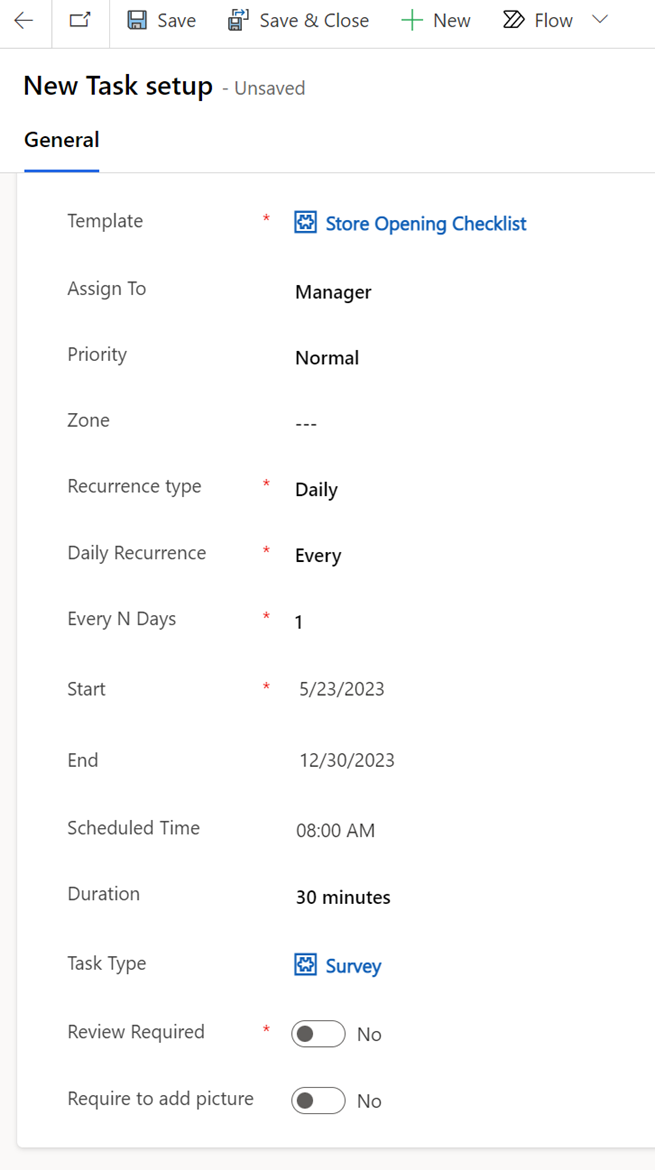 Save Save & Close New Flow
New Task setup - Unsaved
General
Template * Store Opening Checklist
Assign To Manager
Priority Normal
Zone ---
Recurrence type * Daily
Daily Recurrence * Every
Every N Days * 1
Start * 5/23/2023
End 12/30/2023
Scheduled Time 08:00 AM
Duration 30 minutes
Task Type Survey
Review Required * No
Require to add picture No